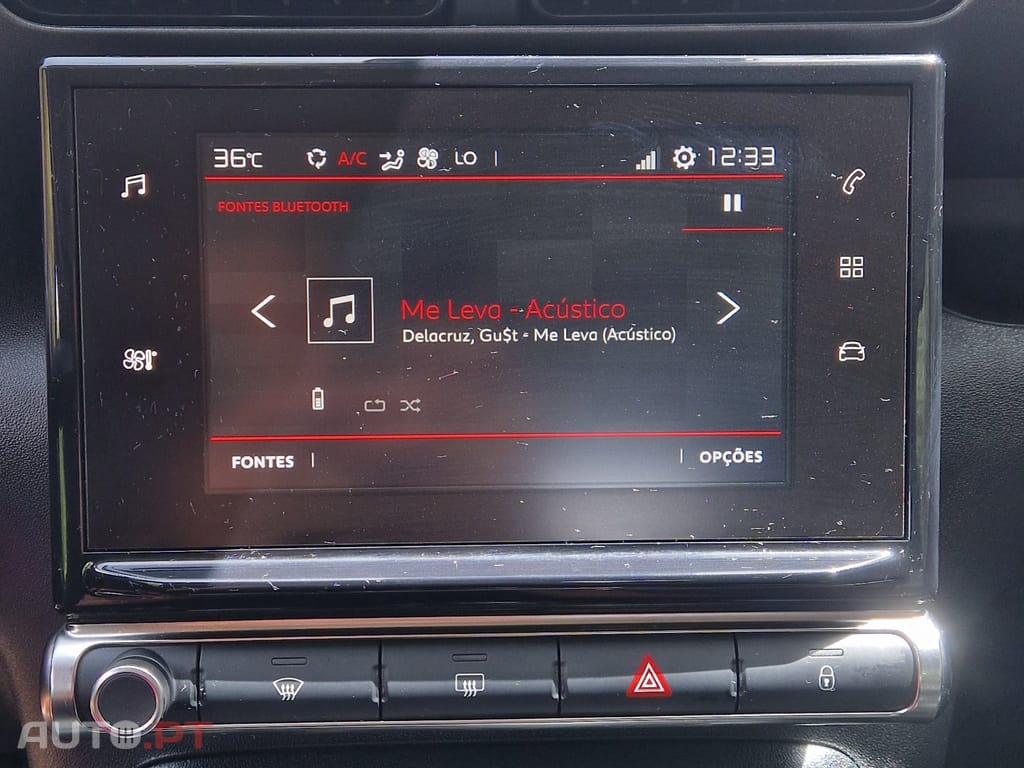 36°C A/C LO | 12:33
FONTES BLUETOOTH
Me Leva - Acústico
Delacruz, Gu$t - Me Leva (Acústico)
FONTES | | OPÇÕES
AUTO.PT